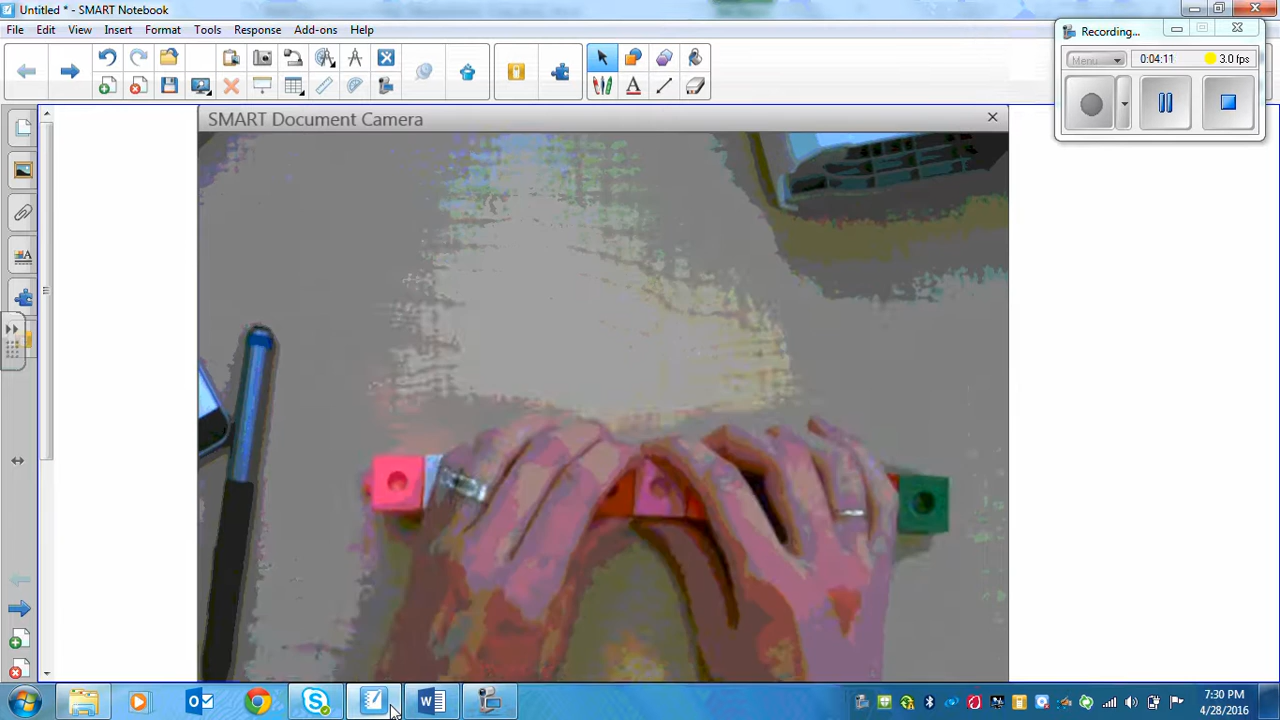 Untitled * - SMART Notebook
File Edit View Insert Format Tools Response Add-ons Help
Recording...
Menu 0:04:11 3.0 fps
SMART Document Camera
7:30 PM
4/28/2016